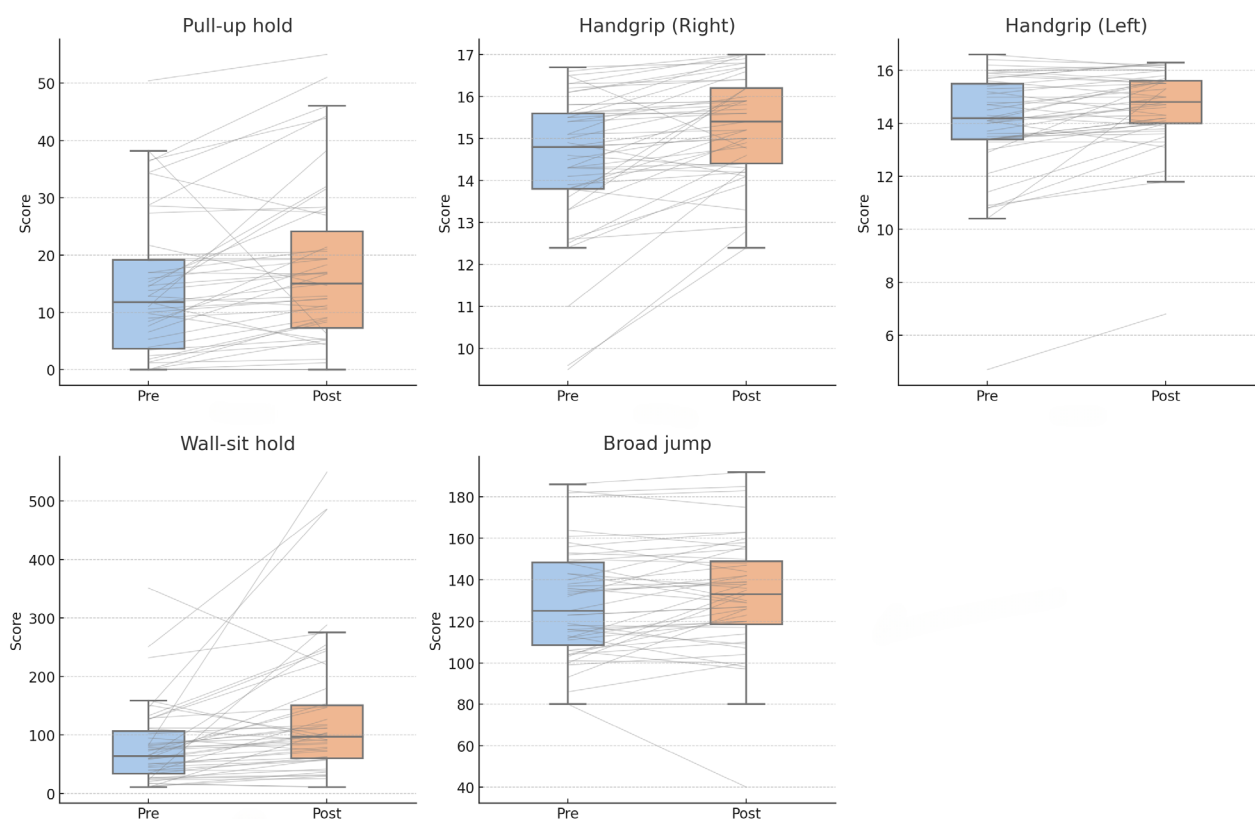 Pull-up hold
Score
50
40
30
20
10
0
Pre Post
Handgrip (Right)
Score
17
16
15
14
13
12
11
10
Pre Post
Handgrip (Left)
Score
16
14
12
10
8
6
Pre Post
Wall-sit hold
Score
500
400
300
200
100
0
Pre Post
Broad jump
Score
180
160
140
120
100
80
60
40
Pre Post